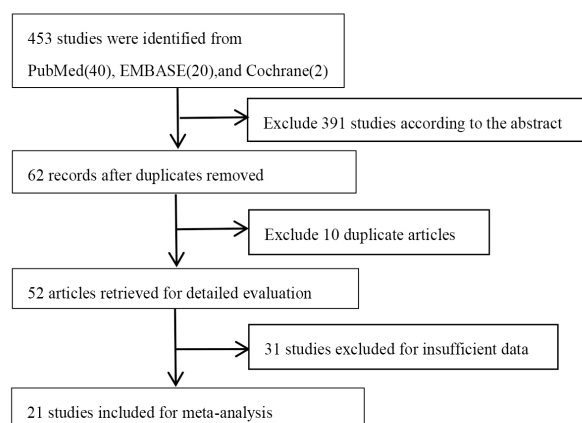 453 studies were identified from
PubMed(40), EMBASE(20),and Cochrane(2)
Exclude 391 studies according to the abstract
62 records after duplicates removed
Exclude 10 duplicate articles
52 articles retrieved for detailed evaluation
31 studies excluded for insufficient data
21 studies included for meta-analysis